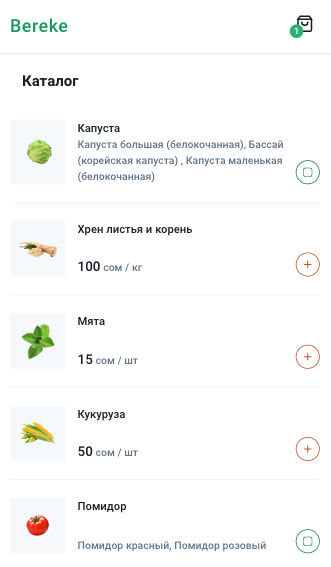 Bereke
1
Каталог
Капуста
Капуста большая (белокочанная), Бассай
(корейская капуста) , Капуста маленькая
(белокочанная)
Хрен листья и корень
100 сом / кг
Мята
15 сом / шт
Кукуруза
50 сом / шт
Помидор
Помидор красный, Помидор розовый